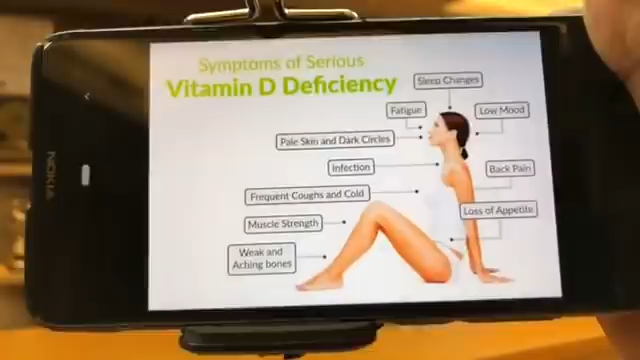 Symptoms of Serious
Vitamin D Deficiency
Sleep Changes
Fatigue
Low Mood
Pale Skin and Dark Circles
Infection
Back Pain
Frequent Coughs and Cold
Loss of Appetite
Muscle Strength
Weak and
Aching bones
NOKIA